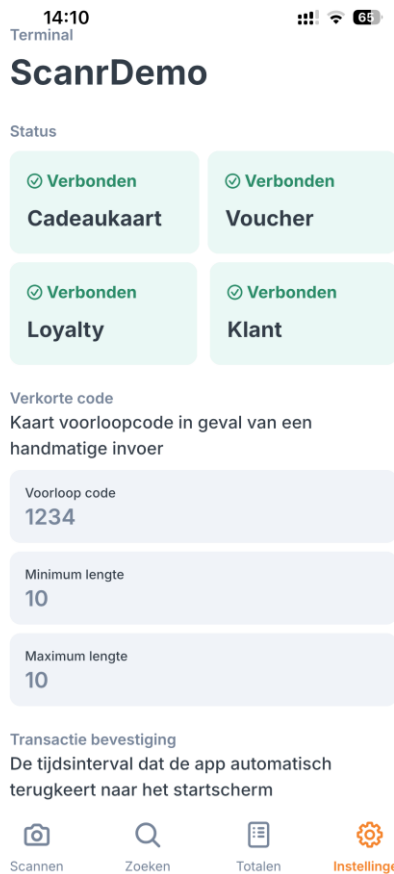 14:10
65
Terminal
ScanrDemo
Status
Verbonden
Cadeaukaart
Verbonden
Voucher
Verbonden
Loyalty
Verbonden
Klant
Verkorte code
Kaart voorloopcode in geval van een
handmatige invoer
Voorloop code
1234
Minimum lengte
10
Maximum lengte
10
Transactie bevestiging
De tijdsinterval dat de app automatisch
terugkeert naar het startscherm
Scannen
Zoeken
Totalen
Instellinge